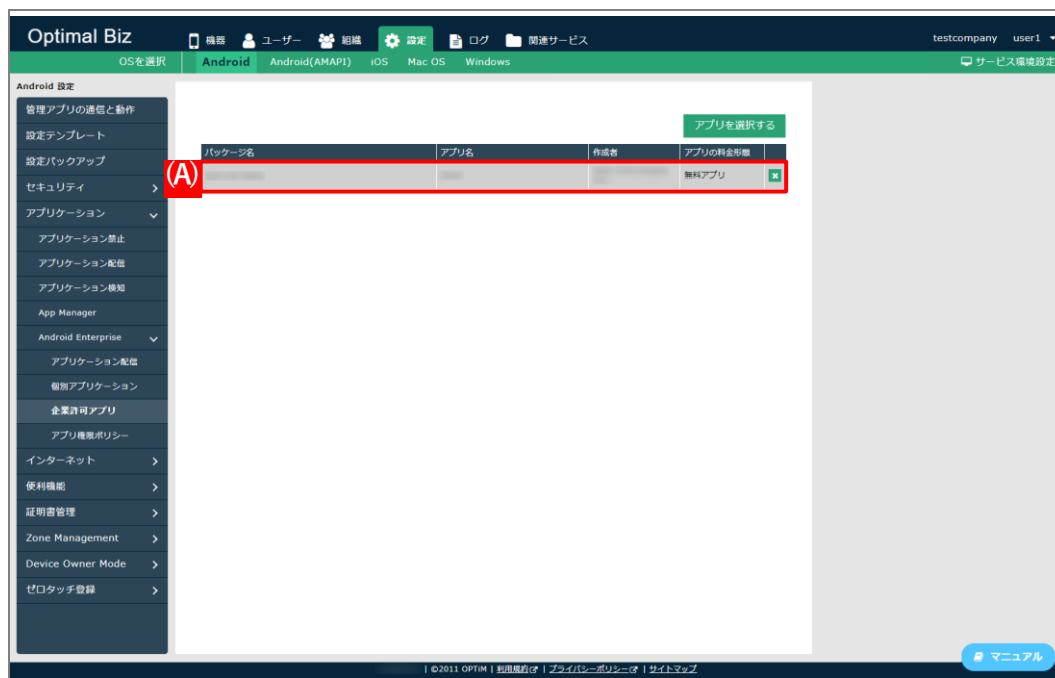 Optimal Biz 機器 ユーザー 組織 設定 ログ 関連サービス testcompany user1
OSを選択 Android Android(AMAPI) iOS Mac OS Windows サービス環境設定
Android 設定
管理アプリの通信と動作
設定テンプレート
設定バックアップ
セキュリティ
アプリケーション
アプリケーション禁止
アプリケーション配信
アプリケーション検知
App Manager
Android Enterprise
アプリケーション配信
個別アプリケーション
企業許可アプリ
アプリ権限ポリシー
インターネット
便利機能
証明書管理
Zone Management
Device Owner Mode
ゼロタッチ登録
アプリを選択する
パッケージ名 アプリ名 作成者 アプリの料金形態
(A) 無料アプリ
マニュアル
| ©2011 OPTiM | 利用規約 | プライバシーポリシー | サイトマップ